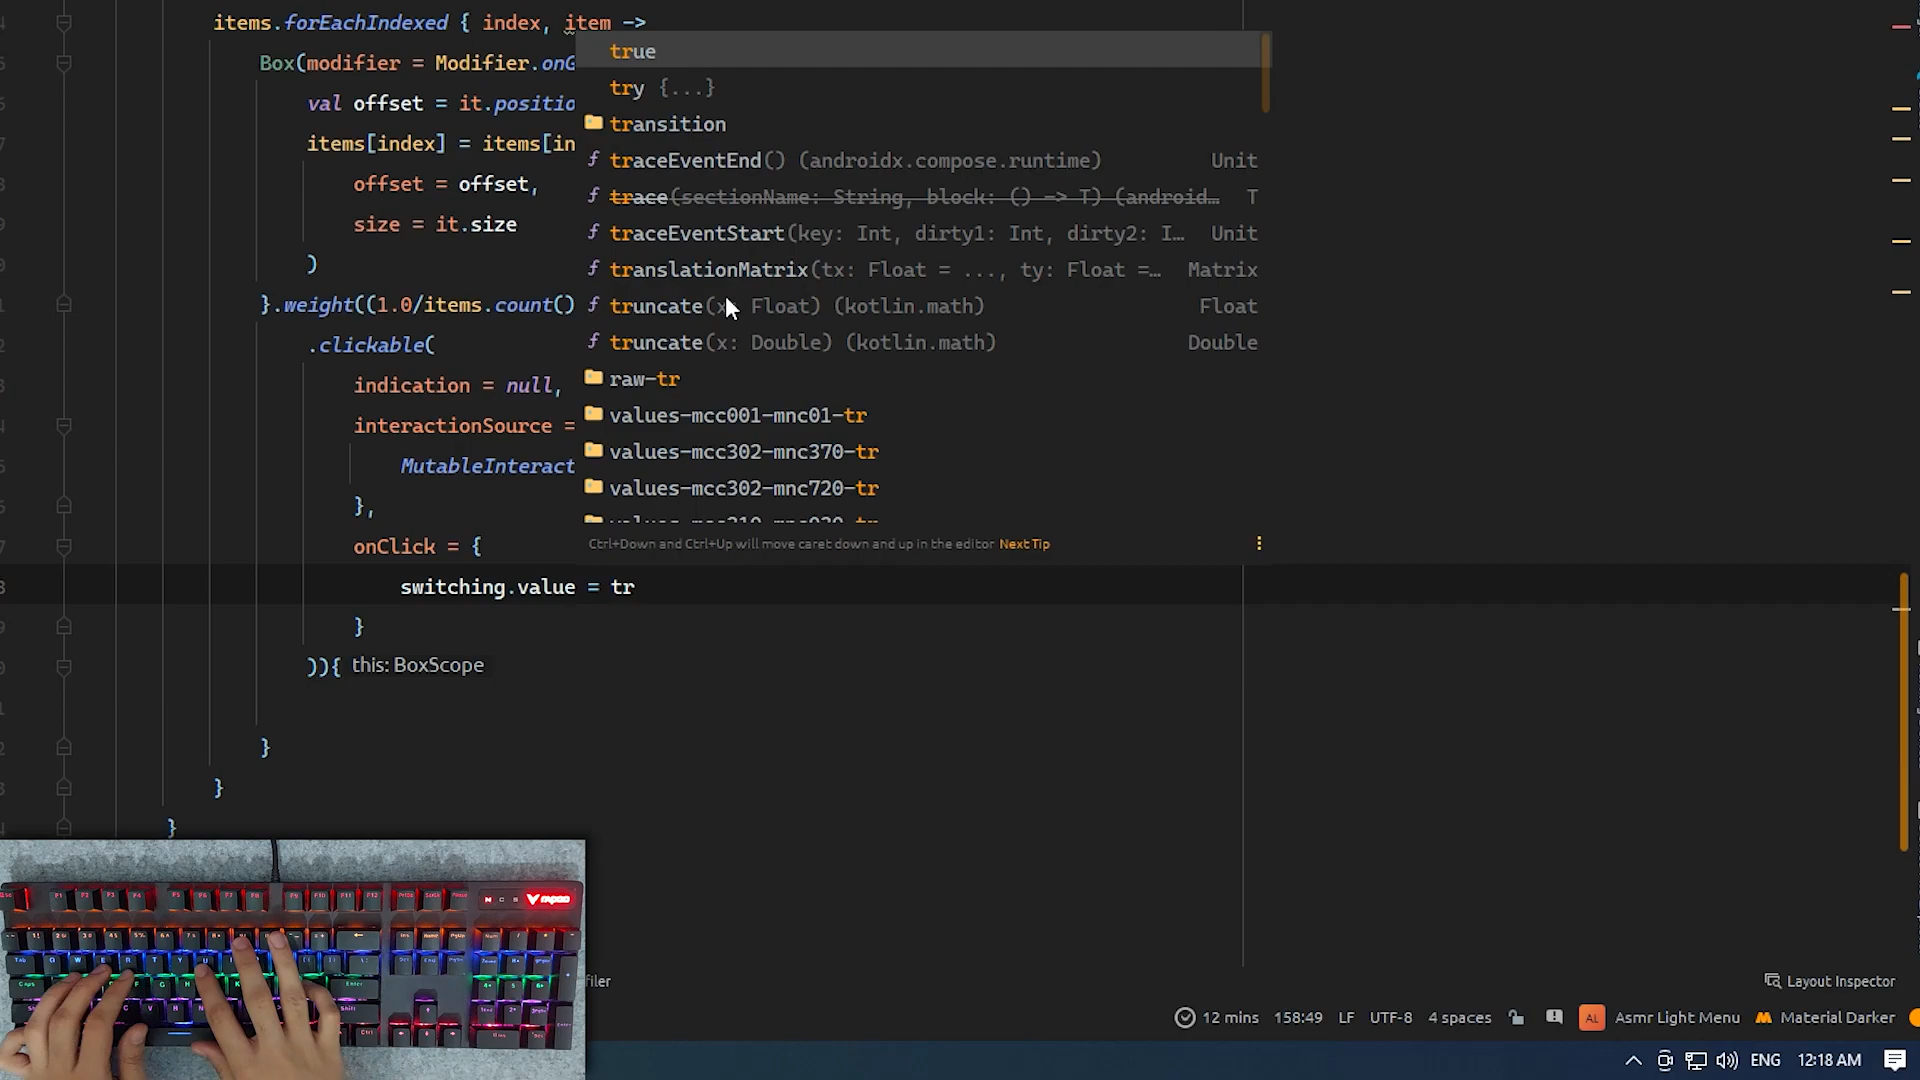 items.forEachIndexed { index, item ->
Box(modifier = Modifier.onG
val offset = it.positio
items[index] = items[in
offset = offset,
size = it.size
)
}.weight((1.0/items.count()
.clickable(
indication = null,
interactionSource =
MutableInteract
},
onClick = {
switching.value = tr
}
)){ this: BoxScope
}
}
}
true
try {...}
transition
traceEventEnd() (androidx.compose.runtime) Unit
trace(sectionName: String, block: () -> T) (android... T
traceEventStart(key: Int, dirty1: Int, dirty2: I... Unit
translationMatrix(tx: Float = ..., ty: Float =... Matrix
truncate(x: Float) (kotlin.math) Float
truncate(x: Double) (kotlin.math) Double
raw-tr
values-mcc001-mnc01-tr
values-mcc302-mnc370-tr
values-mcc302-mnc720-tr
Ctrl+Down and Ctrl+Up will move caret down and up in the editor Next Tip
filer
Layout Inspector
12 mins 158:49 LF UTF-8 4 spaces AL Asmr Light Menu Material Darker
ENG 12:18 AM